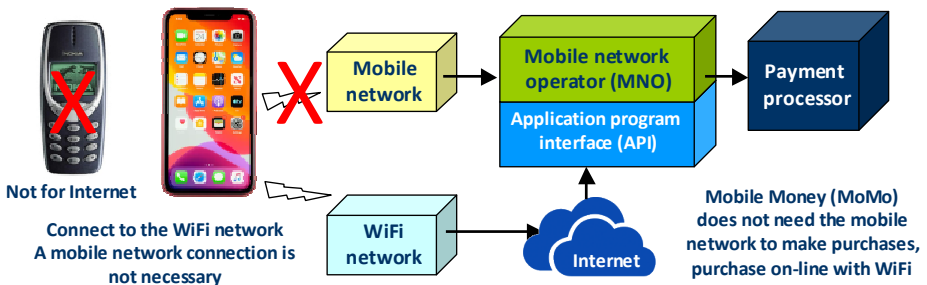 Not for Internet
Connect to the WiFi network
A mobile network connection is
not necessary
Mobile
network
WiFi
network
Mobile network
operator (MNO)
Application program
interface (API)
Internet
Payment
processor
Mobile Money (MoMo)
does not need the mobile
network to make purchases,
purchase on-line with WiFi